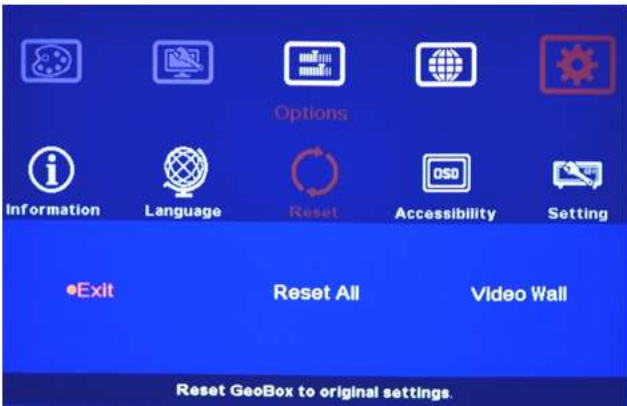 Options
Information Language Reset OSD Accessibility Setting
Exit Reset All Video Wall
Reset GeoBox to original settings.